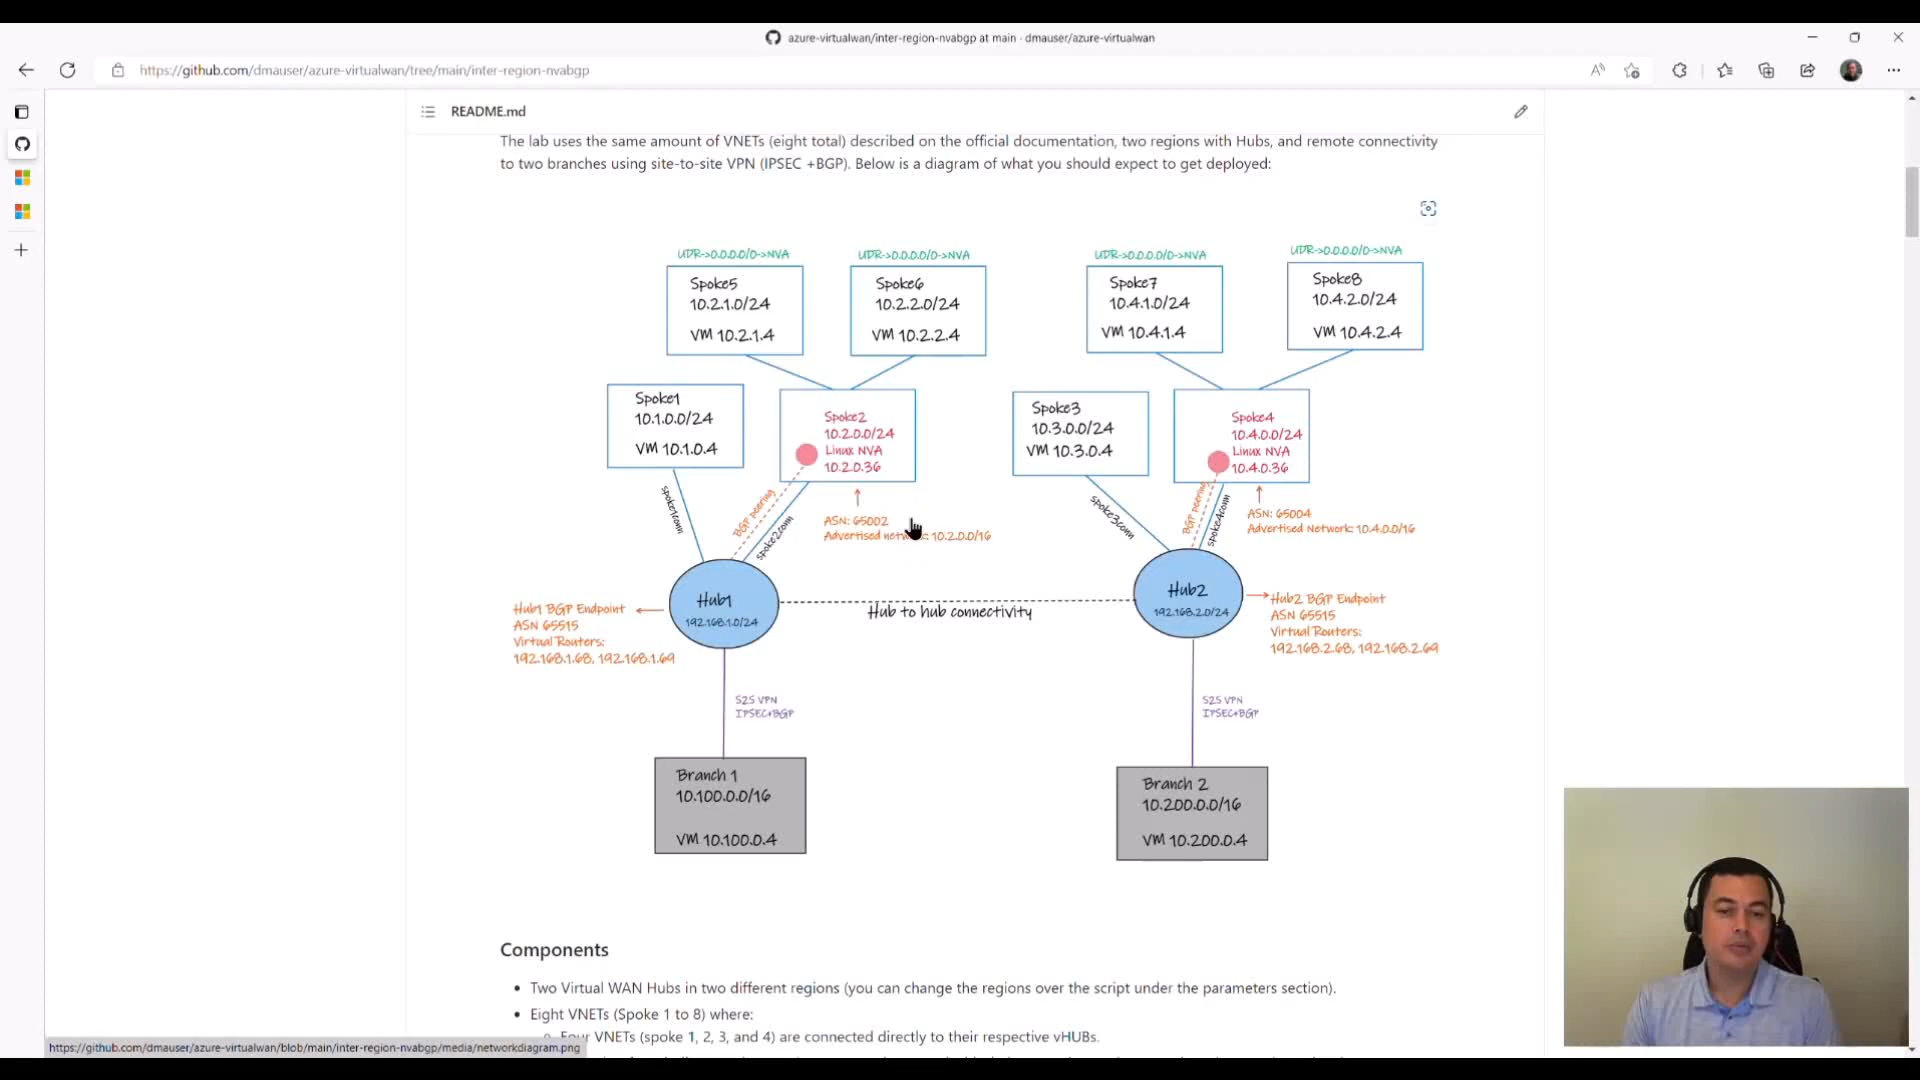 azure-virtualwan/inter-region-nvabgp at main · dmauser/azure-virtualwan
https://github.com/dmauser/azure-virtualwan/tree/main/inter-region-nvabgp
README.md
The lab uses the same amount of VNETs (eight total) described on the official documentation, two regions with Hubs, and remote connectivity
to two branches using site-to-site VPN (IPSEC +BGP). Below is a diagram of what you should expect to get deployed:
UDR->0.0.0.0/0->NVA
UDR->0.0.0.0/0->NVA
UDR->0.0.0.0/0->NVA
UDR->0.0.0.0/0->NVA
Spoke5
10.2.1.0/24
VM 10.2.1.4
Spoke6
10.2.2.0/24
VM 10.2.2.4
Spoke7
10.4.1.0/24
VM 10.4.1.4
Spoke8
10.4.2.0/24
VM 10.4.2.4
Spoke1
10.1.0.0/24
VM 10.1.0.4
Spoke2
10.2.0.0/24
Linux NVA
10.2.0.36
Spoke3
10.3.0.0/24
VM 10.3.0.4
Spoke4
10.4.0.0/24
Linux NVA
10.4.0.36
spoke1conn
BGP peering
spoke2conn
ASN: 65002
Advertised network: 10.2.0.0/16
spoke3conn
BGP peering
spoke4conn
ASN: 65004
Advertised Network: 10.4.0.0/16
Hub1 BGP Endpoint
ASN 65515
Virtual Routers:
192.168.1.68, 192.168.1.69
Hub1
192.168.1.0/24
Hub to hub connectivity
Hub2
192.168.2.0/24
Hub2 BGP Endpoint
ASN 65515
Virtual Routers:
192.168.2.68, 192.168.2.69
S2S VPN
IPSEC+BGP
S2S VPN
IPSEC+BGP
Branch 1
10.100.0.0/16
VM 10.100.0.4
Branch 2
10.200.0.0/16
VM 10.200.0.4
Components
Two Virtual WAN Hubs in two different regions (you can change the regions over the script under the parameters section).
Eight VNETs (Spoke 1 to 8) where:
Four VNETs (spoke 1, 2, 3, and 4) are connected directly to their respective vHUBs.
https://github.com/dmauser/azure-virtualwan/blob/main/inter-region-nvabgp/media/networkdiagram.png